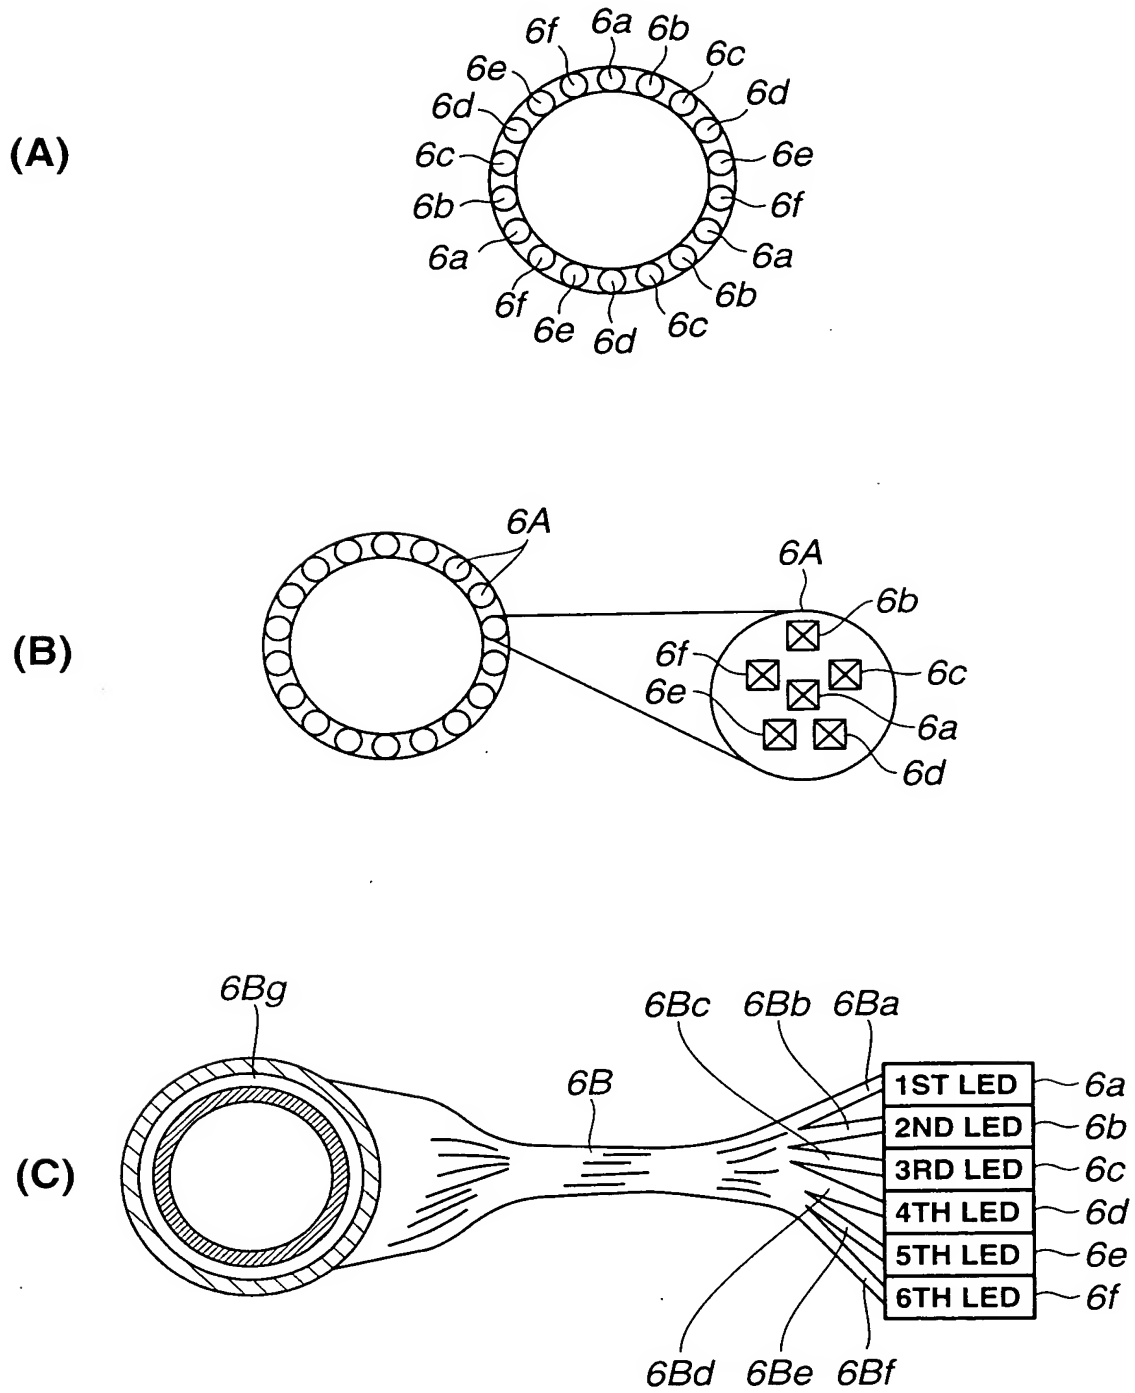 6a
6f 6b
6e 6c
6d 6d
(A)
6c 6e
6b 6f
6a 6a
6f 6b
6e 6d 6c
6A
6A
6b
(B)
6f 6c
6e
6a
6d
6Bg
6Bc 6Bb 6Ba
6B
1ST LED 6a
2ND LED 6b
(C)
3RD LED 6c
4TH LED 6d
5TH LED 6e
6TH LED 6f
6Bd 6Be 6Bf